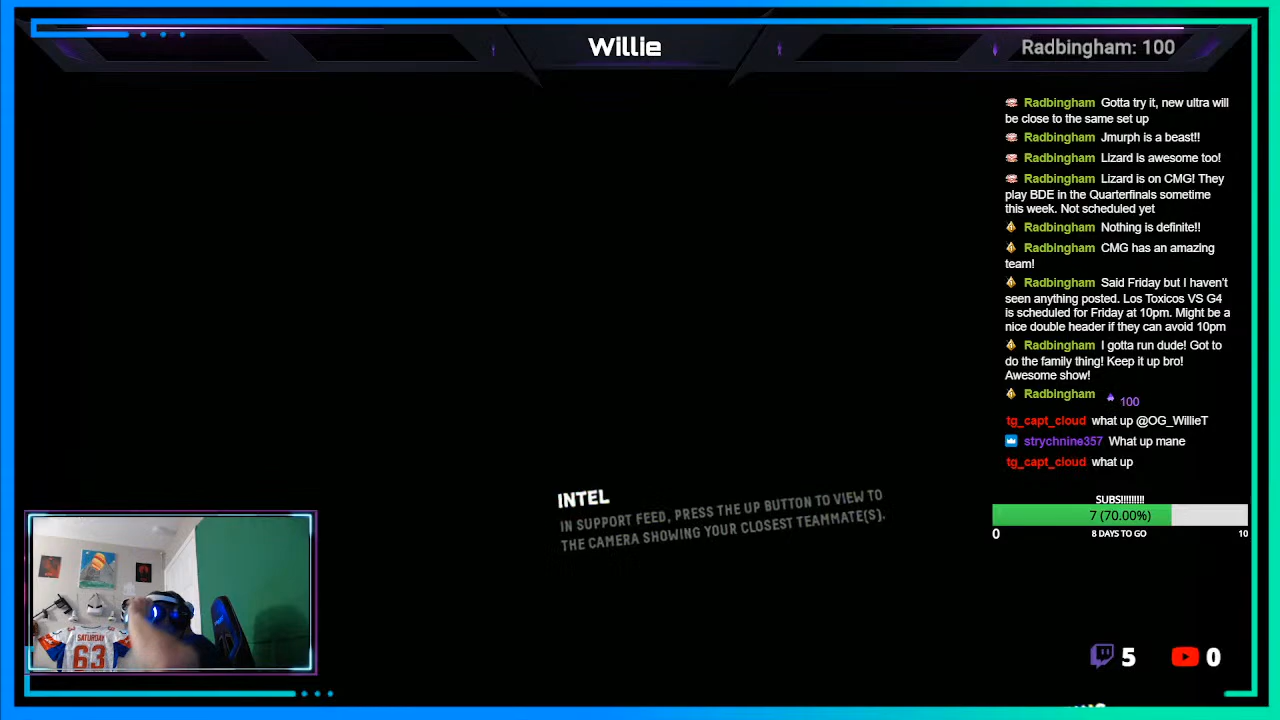 Willie
Radbingham: 100
Radbingham Gotta try it, new ultra will
be close to the same set up
Radbingham Jmurph is a beast!!
Radbingham LIzard is awesome too!
Radbingham Lizard is on CMG! They
play BDE in the Quarterfinals sometime
this week. Not scheduled yet
Radbingham Nothing is definite!!
Radbingham CMG has an amazing
team!
Radbingham Said Friday but I haven't
seen anything posted. Los Toxicos VS G4
is scheduled for Friday at 10pm. Might be a
nice double header if they can avoid 10pm
Radbingham I gotta run dude! Got to
do the family thing! Keep it up bro!
Awesome show!
Radbingham 100
tg_capt_cloud what up @OG_WillieT
strychnine357 What up mane
tg_capt_cloud what up
INTEL
IN SUPPORT FEED, PRESS THE UP BUTTON TO VIEW TO
THE CAMERA SHOWING YOUR CLOSEST TEAMMATE(S).
SUBS!!!!!!!!!
7 (70.00%)
0 8 DAYS TO GO 10
SATURDAY
63
5 0